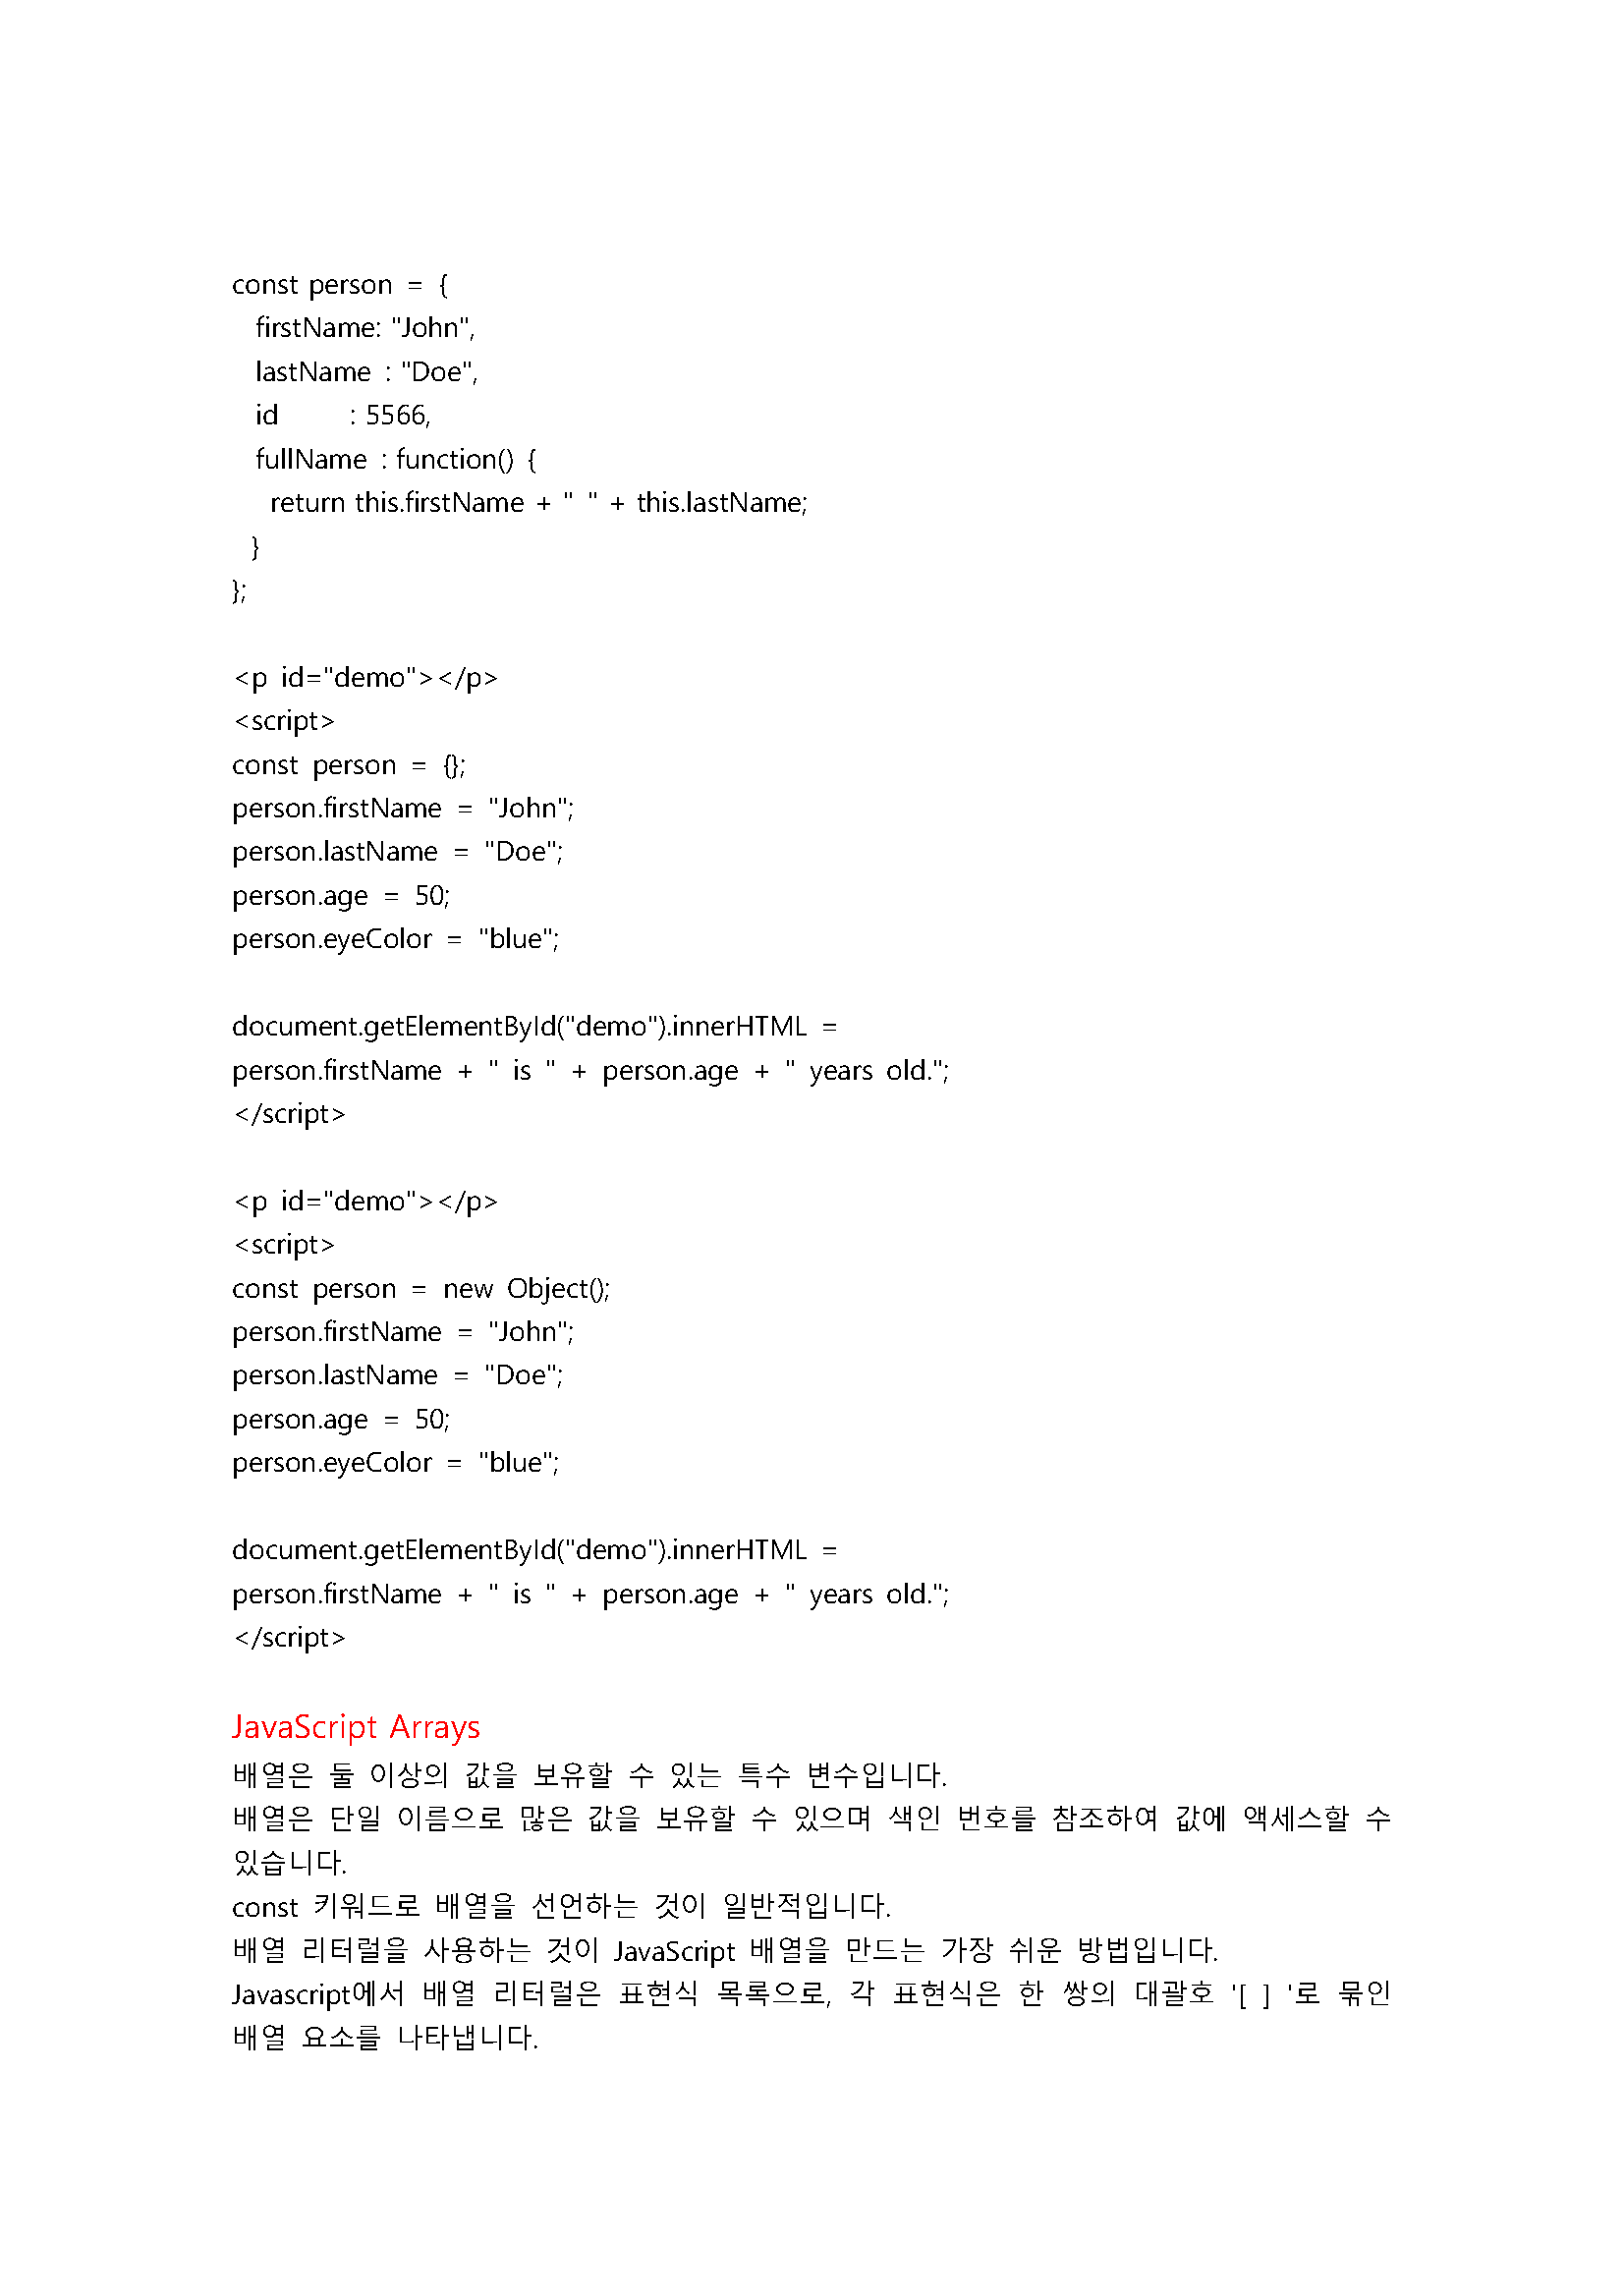 const person = {
  firstName: "John",
  lastName : "Doe",
  id       : 5566,
  fullName : function() {
    return this.firstName + " " + this.lastName;
  }
};

<p id="demo"></p>
<script>
const person = {};
person.firstName = "John";
person.lastName = "Doe";
person.age = 50;
person.eyeColor = "blue";

document.getElementById("demo").innerHTML =
person.firstName + " is " + person.age + " years old.";
</script>

<p id="demo"></p>
<script>
const person = new Object();
person.firstName = "John";
person.lastName = "Doe";
person.age = 50;
person.eyeColor = "blue";

document.getElementById("demo").innerHTML =
person.firstName + " is " + person.age + " years old.";
</script>

JavaScript Arrays
배열은 둘 이상의 값을 보유할 수 있는 특수 변수입니다.
배열은 단일 이름으로 많은 값을 보유할 수 있으며 색인 번호를 참조하여 값에 액세스할 수
있습니다.
const 키워드로 배열을 선언하는 것이 일반적입니다.
배열 리터럴을 사용하는 것이 JavaScript 배열을 만드는 가장 쉬운 방법입니다.
Javascript에서 배열 리터럴은 표현식 목록으로, 각 표현식은 한 쌍의 대괄호 '[ ] '로 묶인
배열 요소를 나타냅니다.